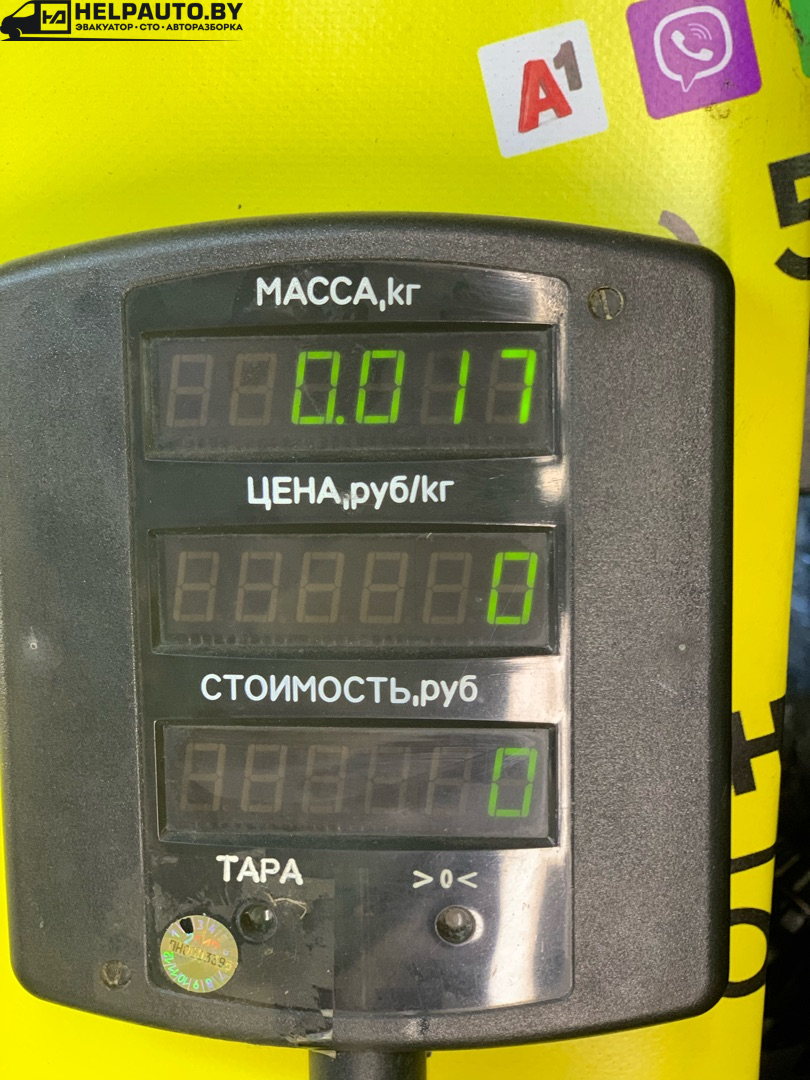 HELPAUTO.BY
ЭВАКУАТОР•СТО•АВТОРАЗБОРКА
A1
5
МАССА,кг
0.017
ЦЕНА,руб/кг
0
СТОИМОСТЬ,руб
0
ТАРА >0<